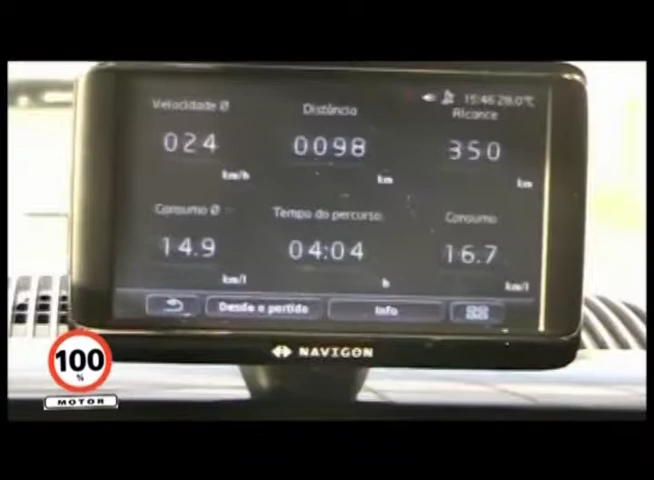 15:46 28.0°C
Velocidade Ø Distância Alcance
024 0098 350
km/h km km
Consumo Ø Tempo do percurso Consumo
14.9 04:04 16.7
km/l h km/l
Desde a partida Info
NAVIGON
100
%
MOTOR